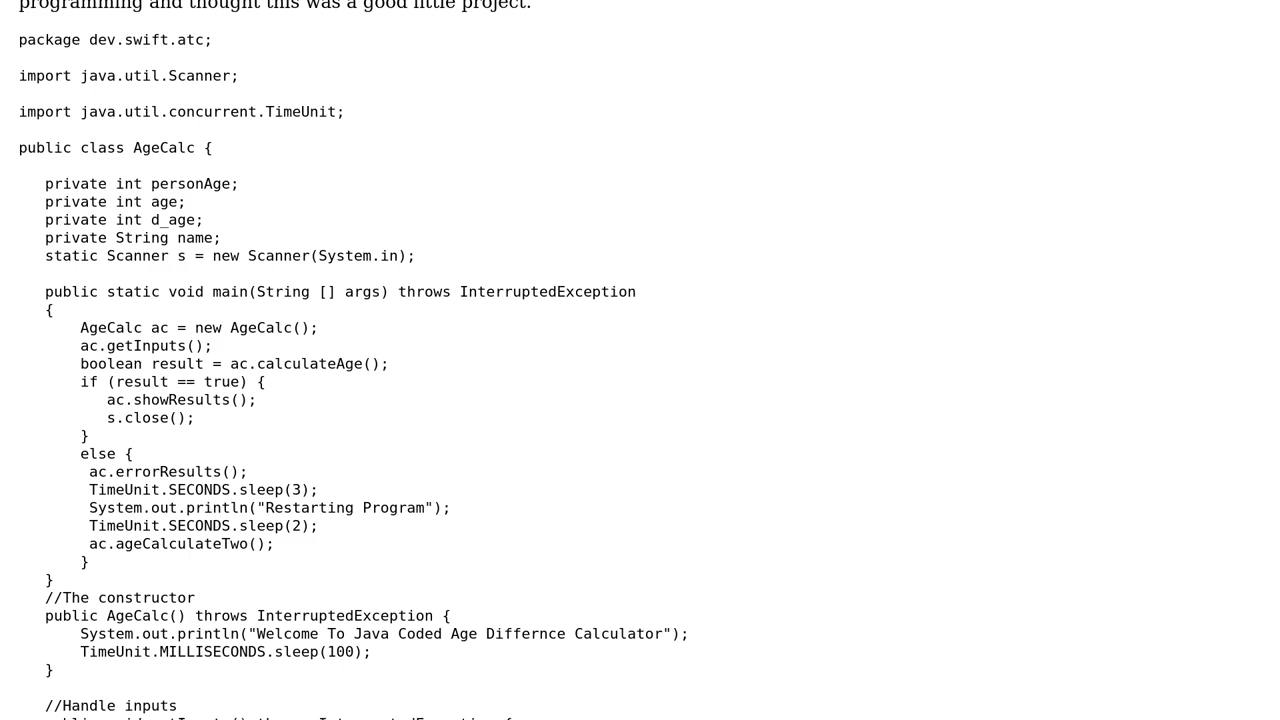 programming and thought this was a good little project.
package dev.swift.atc;
import java.util.Scanner;
import java.util.concurrent.TimeUnit;
public class AgeCalc {
private int personAge;
private int age;
private int d_age;
private String name;
static Scanner s = new Scanner(System.in);
public static void main(String [] args) throws InterruptedException
{
AgeCalc ac = new AgeCalc();
ac.getInputs();
boolean result = ac.calculateAge();
if (result == true) {
ac.showResults();
s.close();
}
else {
ac.errorResults();
TimeUnit.SECONDS.sleep(3);
System.out.println("Restarting Program");
TimeUnit.SECONDS.sleep(2);
ac.ageCalculateTwo();
}
}
//The constructor
public AgeCalc() throws InterruptedException {
System.out.println("Welcome To Java Coded Age Differnce Calculator");
TimeUnit.MILLISECONDS.sleep(100);
}
//Handle inputs